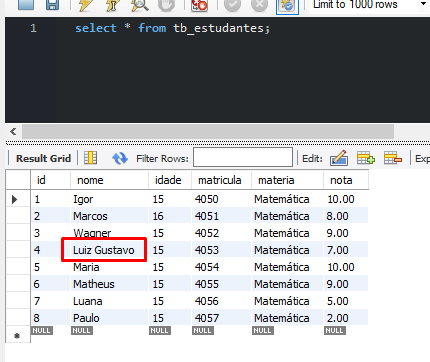 Limit to 1000 rows
1 select * from tb_estudantes;
Result Grid Filter Rows: Edit:
id nome idade matricula materia nota
1 Igor 15 4050 Matemática 10.00
2 Marcos 16 4051 Matemática 8.00
3 Wagner 15 4052 Matemática 9.00
4 Luiz Gustavo 15 4053 Matemática 7.00
5 Maria 15 4054 Matemática 10.00
6 Matheus 15 4055 Matemática 9.00
7 Luana 15 4056 Matemática 5.00
8 Paulo 15 4057 Matemática 2.00
NULL NULL NULL NULL NULL NULL